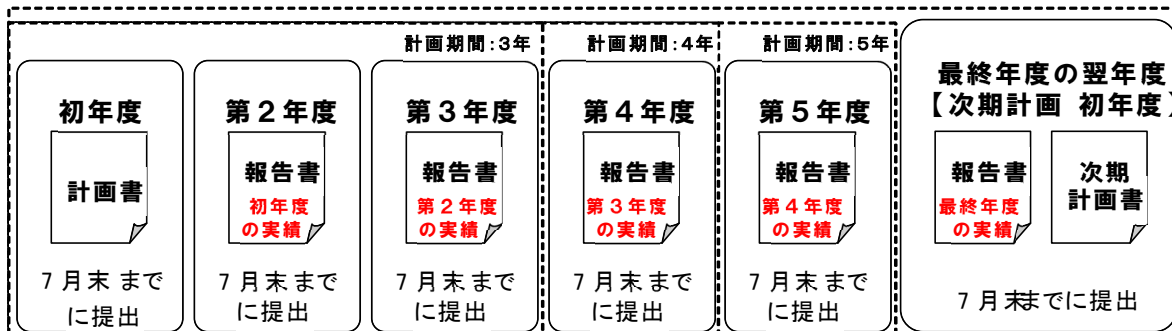 計画期間:3年
計画期間:4年
計画期間:5年
初年度
計画書
7月末まで
に提出
第2年度
報告書
初年度
の実績
7月末まで
に提出
第3年度
報告書
第2年度
の実績
7月末まで
に提出
第4年度
報告書
第3年度
の実績
7月末まで
に提出
第5年度
報告書
第4年度
の実績
7月末まで
に提出
最終年度の翌年度
【次期計画 初年度】
報告書
最終年度
の実績
次期
計画書
7月末までに提出